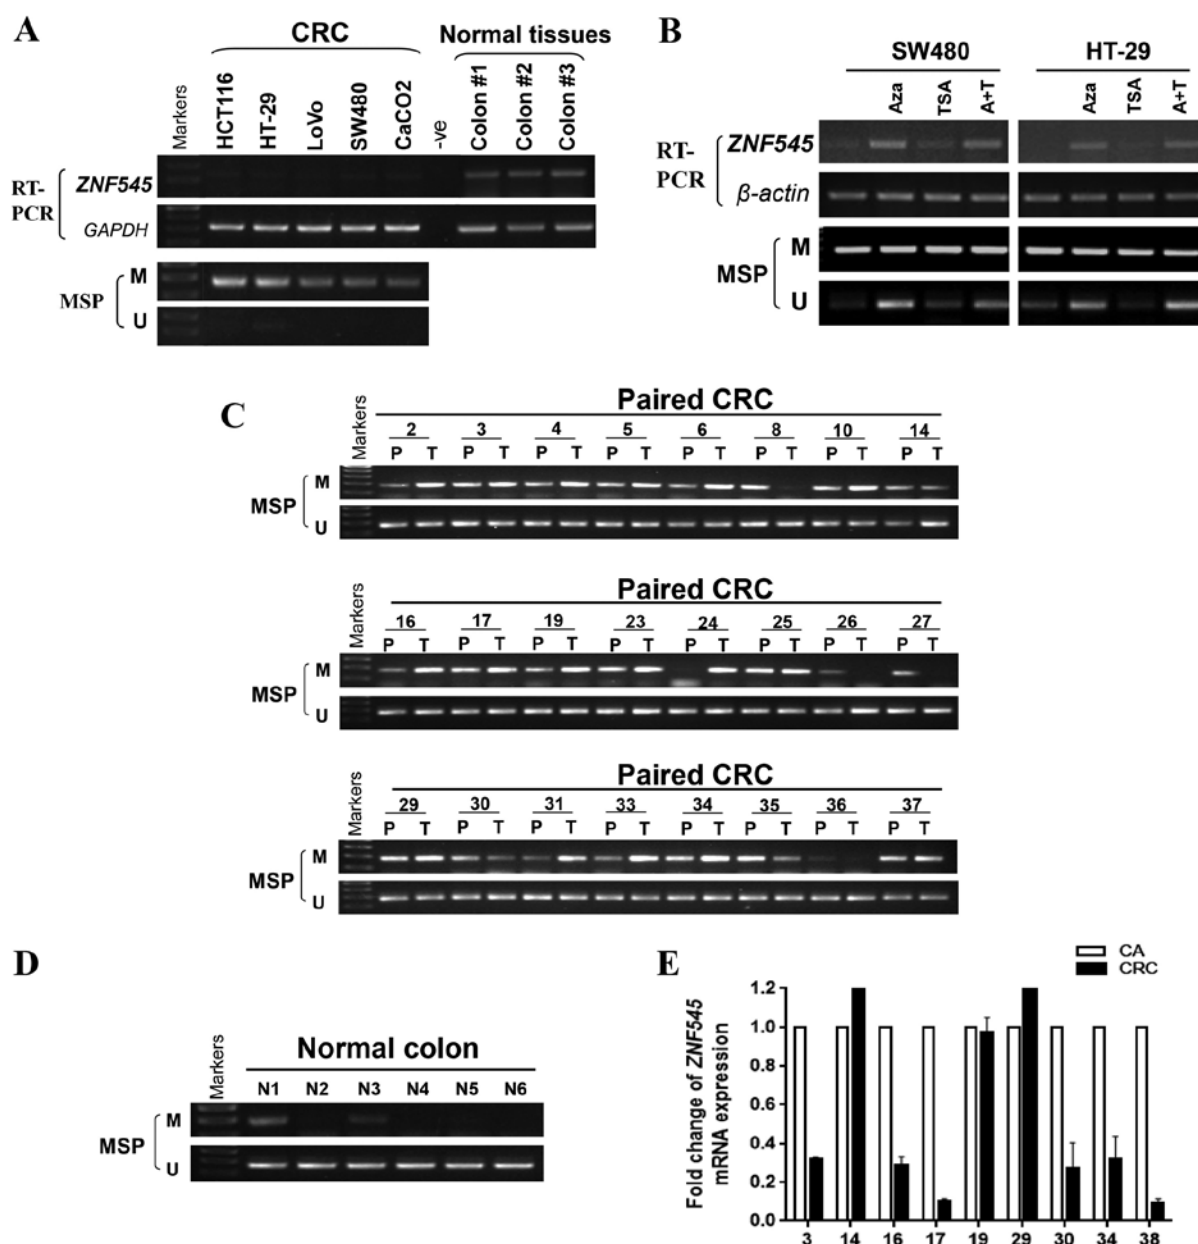 A
CRC
Normal tissues
Markers
HCT116
HT-29
LoVo
SW480
CaCO2
-ve
Colon #1
Colon #2
Colon #3
RT-
PCR
ZNF545
GAPDH
MSP
M
U
B
SW480
HT-29
Aza
TSA
A+T
Aza
TSA
A+T
RT-
PCR
ZNF545
β-actin
MSP
M
U
C
Paired CRC
Markers
2 3 4 5 6 8 10 14
P T P T P T P T P T P T P T P T
MSP
M
U
Paired CRC
Markers
16 17 19 23 24 25 26 27
P T P T P T P T P T P T P T P T
MSP
M
U
Paired CRC
Markers
29 30 31 33 34 35 36 37
P T P T P T P T P T P T P T P T
MSP
M
U
D
Normal colon
Markers
N1 N2 N3 N4 N5 N6
MSP
M
U
E
CA
CRC
Fold change of ZNF545
mRNA expression
1.2
1.0
0.8
0.6
0.4
0.2
0.0
3 14 16 17 19 29 30 34 38